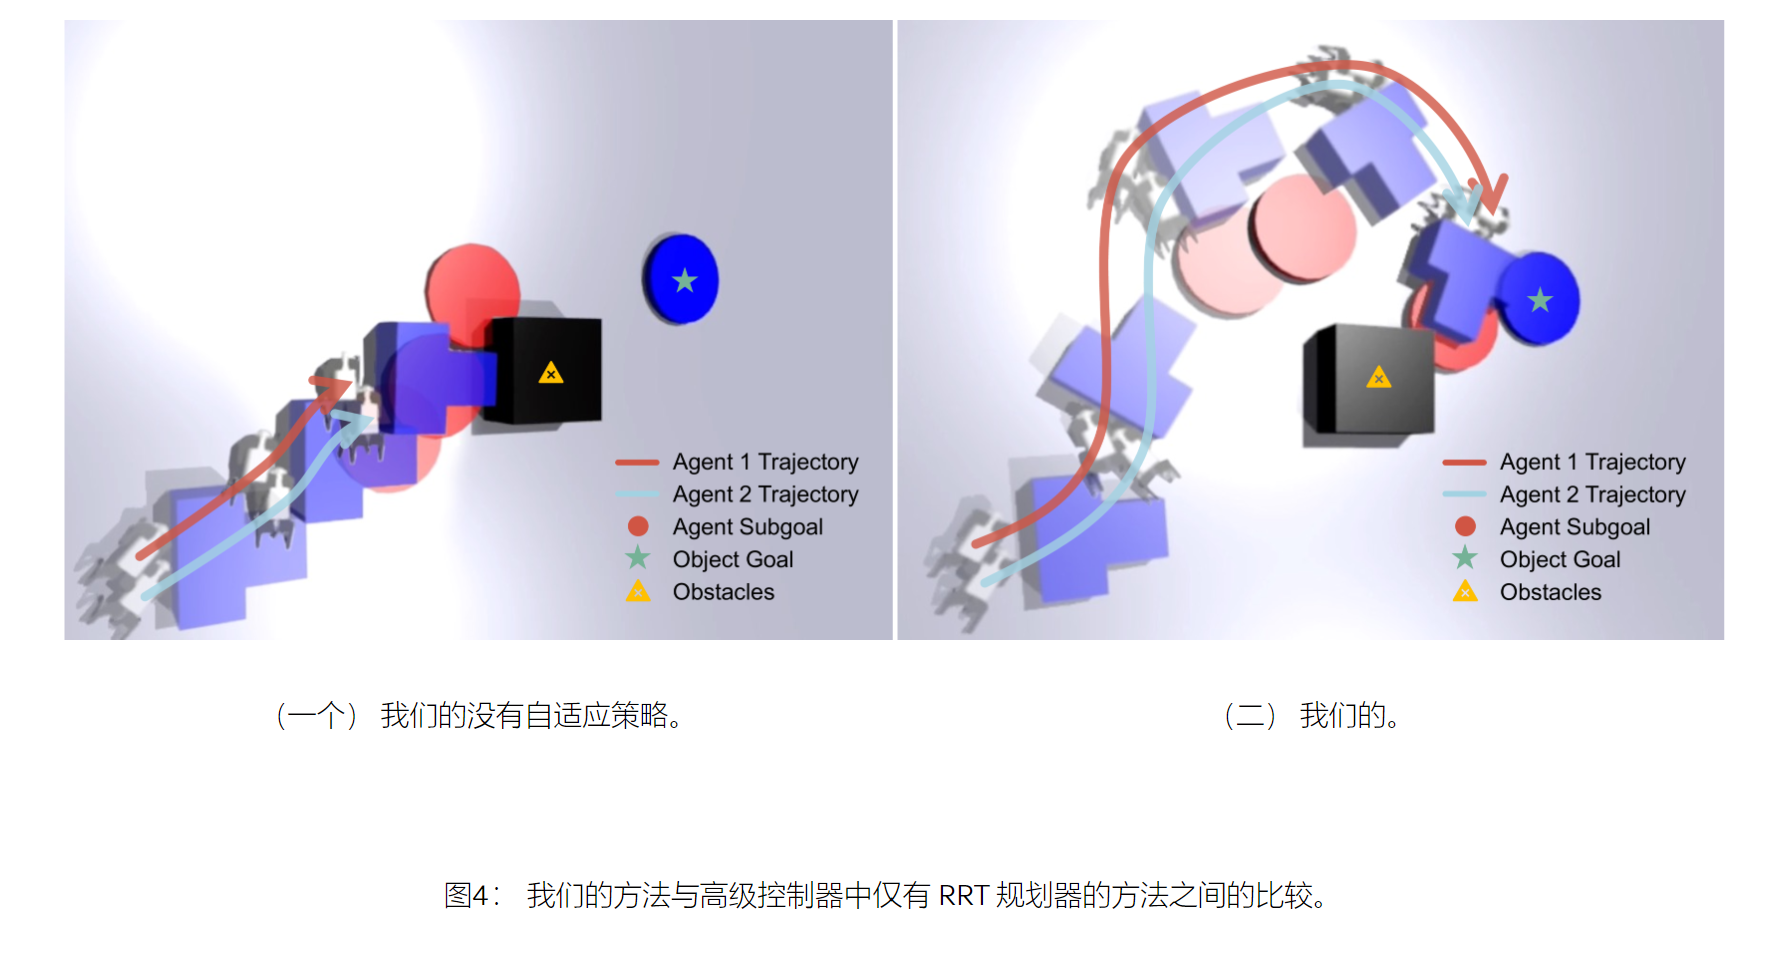 Agent 1 Trajectory
Agent 2 Trajectory
Agent Subgoal
Object Goal
Obstacles
Agent 1 Trajectory
Agent 2 Trajectory
Agent Subgoal
Object Goal
Obstacles
（一个） 我们的没有自适应策略。
（二） 我们的。
图4： 我们的方法与高级控制器中仅有 RRT 规划器的方法之间的比较。